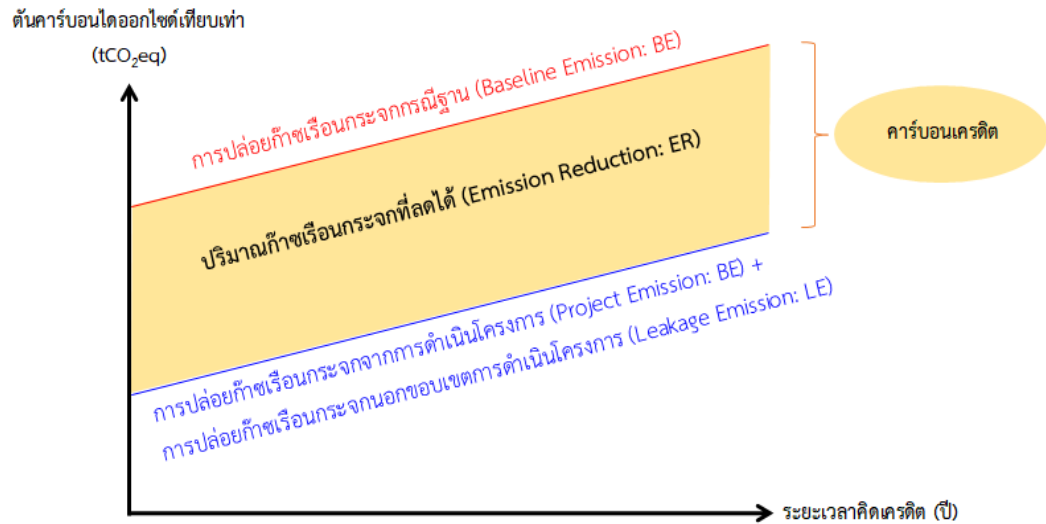 ตันคาร์บอนไดออกไซด์เทียบเท่า
(tCO₂eq)
การปล่อยก๊าซเรือนกระจกกรณีฐาน (Baseline Emission: BE)
คาร์บอนเครดิต
ปริมาณก๊าซเรือนกระจกที่ลดได้ (Emission Reduction: ER)
การปล่อยก๊าซเรือนกระจกจากการดำเนินโครงการ (Project Emission: BE) +
การปล่อยก๊าซเรือนกระจกนอกขอบเขตการดำเนินโครงการ (Leakage Emission: LE)
ระยะเวลาคิดเครดิต (ปี)